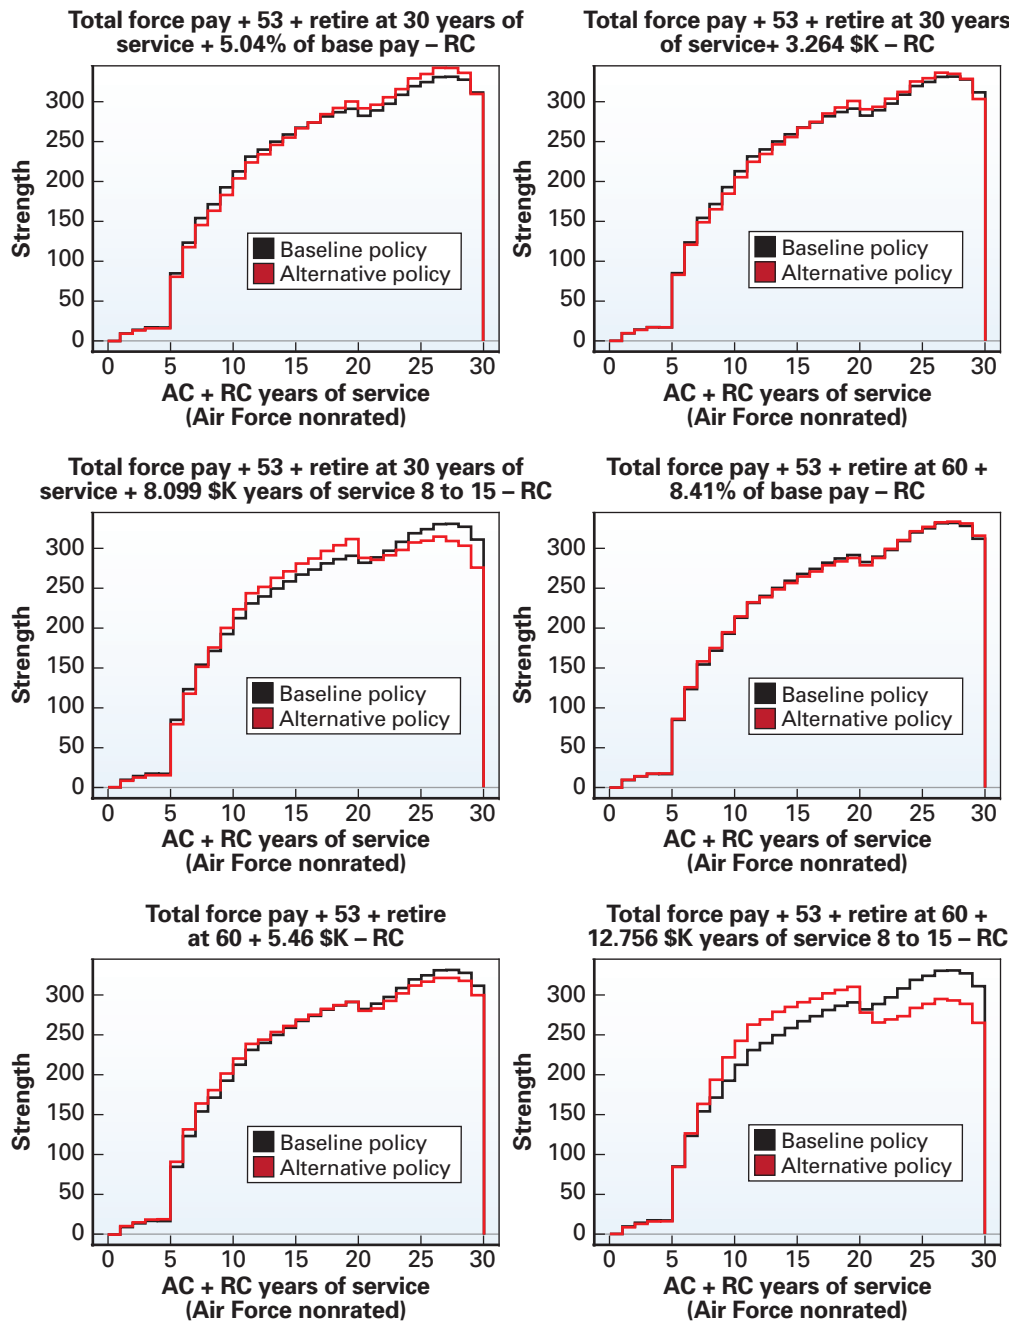 Total force pay + 53 + retire at 30 years of
service + 5.04% of base pay – RC
300
250
200
150
100
50
0
Strength
Baseline policy
Alternative policy
0 5 10 15 20 25 30
AC + RC years of service
(Air Force nonrated)
Total force pay + 53 + retire at 30 years
of service+ 3.264 $K – RC
300
250
200
150
100
50
0
Strength
Baseline policy
Alternative policy
0 5 10 15 20 25 30
AC + RC years of service
(Air Force nonrated)
Total force pay + 53 + retire at 30 years of
service + 8.099 $K years of service 8 to 15 – RC
300
250
200
150
100
50
0
Strength
Baseline policy
Alternative policy
0 5 10 15 20 25 30
AC + RC years of service
(Air Force nonrated)
Total force pay + 53 + retire at 60 +
8.41% of base pay – RC
300
250
200
150
100
50
0
Strength
Baseline policy
Alternative policy
0 5 10 15 20 25 30
AC + RC years of service
(Air Force nonrated)
Total force pay + 53 + retire
at 60 + 5.46 $K – RC
300
250
200
150
100
50
0
Strength
Baseline policy
Alternative policy
0 5 10 15 20 25 30
AC + RC years of service
(Air Force nonrated)
Total force pay + 53 + retire at 60 +
12.756 $K years of service 8 to 15 – RC
300
250
200
150
100
50
0
Strength
Baseline policy
Alternative policy
0 5 10 15 20 25 30
AC + RC years of service
(Air Force nonrated)